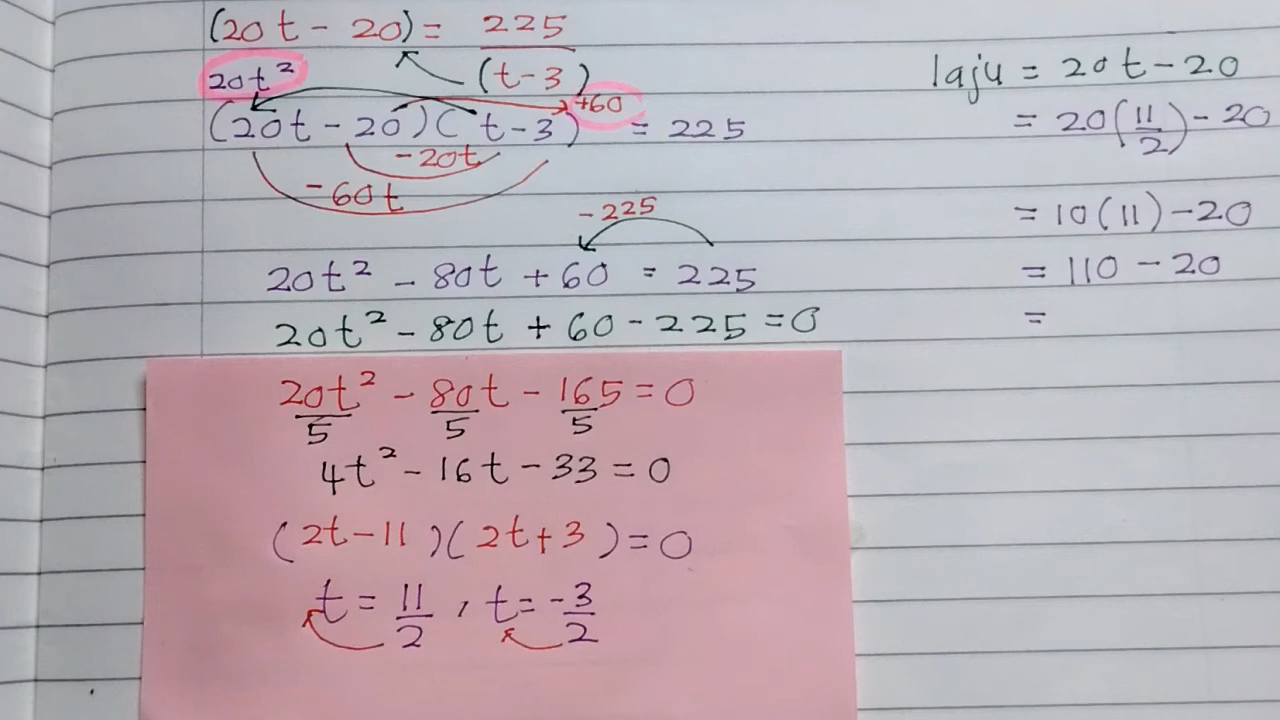 (20t - 20) = 225
(t - 3)
20t²
+60
(20t - 20)(t - 3) = 225
-20t
-60t
-225
20t² - 80t + 60 = 225
20t² - 80t + 60 - 225 = 0
20t² - 80t - 165 = 0
5 5 5
4t² - 16t - 33 = 0
(2t - 11)(2t + 3) = 0
t = 11/2, t = -3/2
laju = 20t - 20
= 20(11/2) - 20
= 10(11) - 20
= 110 - 20
=